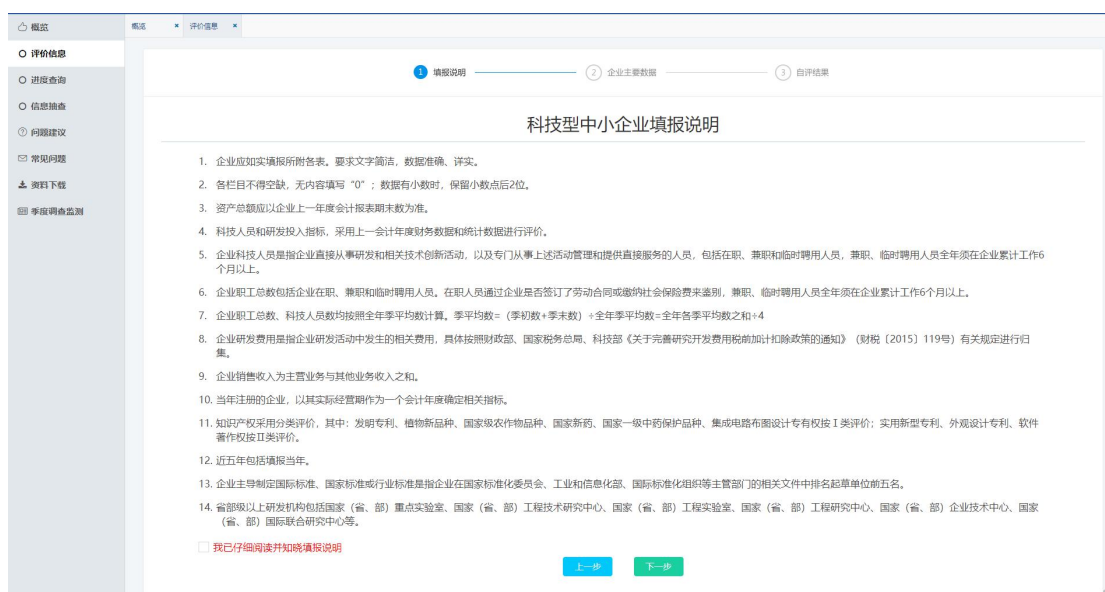 概览
概览 ×
评价信息 ×
评价信息
进度查询
信息抽查
问题建议
常见问题
资料下载
季度调查监测
1 填报说明
2 企业主要数据
3 自评结果
科技型中小企业填报说明
1. 企业应如实填报所附各表。要求文字简洁，数据准确、详实。
2. 各栏目不得空缺，无内容填写“0”；数据有小数时，保留小数点后2位。
3. 资产总额应以企业上一年度会计报表期末数为准。
4. 科技人员和研发投入指标，采用上一会计年度财务数据和统计数据进行评价。
5. 企业科技人员是指企业直接从事研发和相关技术创新活动，以及专门从事上述活动管理和提供直接服务的人员，包括在职、兼职和临时聘用人员，兼职、临时聘用人员全年须在企业累计工作6
个月以上。
6. 企业职工总数包括企业在职、兼职和临时聘用人员。在职人员通过企业是否签订了劳动合同或缴纳社会保险费来鉴别，兼职、临时聘用人员全年须在企业累计工作6个月以上。
7. 企业职工总数、科技人员数均按照全年季平均数计算。季平均数=（季初数+季末数）÷全年季平均数=全年各季平均数之和÷4
8. 企业研发费用是指企业研发活动中发生的相关费用，具体按照财政部、国家税务总局、科技部《关于完善研究开发费用税前加计扣除政策的通知》（财税〔2015〕119号）有关规定进行归
集。
9. 企业销售收入为主营业务与其他业务收入之和。
10. 当年注册的企业，以其实际经营期作为一个会计年度确定相关指标。
11. 知识产权采用分类评价，其中：发明专利、植物新品种、国家级农作物品种、国家新药、国家一级中药保护品种、集成电路布图设计专有权按Ⅰ类评价；实用新型专利、外观设计专利、软件
著作权按Ⅱ类评价。
12. 近五年包括填报当年。
13. 企业主导制定国际标准、国家标准或行业标准是指企业在国家标准化委员会、工业和信息化部、国际标准化组织等主管部门的相关文件中排名起草单位前五名。
14. 省部级以上研发机构包括国家（省、部）重点实验室、国家（省、部）工程技术研究中心、国家（省、部）工程实验室、国家（省、部）工程研究中心、国家（省、部）企业技术中心、国家
（省、部）国际联合研究中心等。
我已仔细阅读并知晓填报说明
上一步
下一步